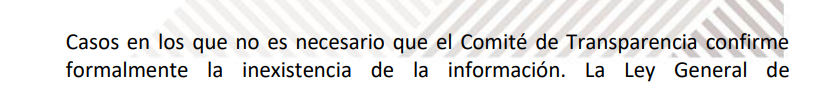 Casos en los que no es necesario que el Comité de Transparencia confirme
formalmente la inexistencia de la información. La Ley General de